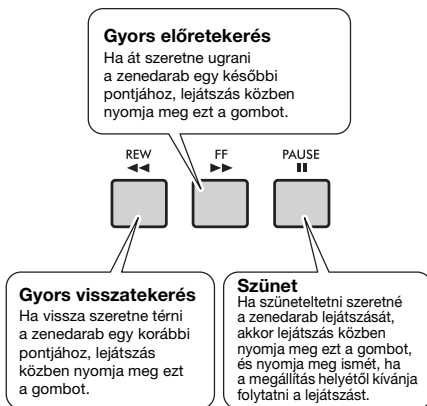 Gyors előretekerés
Ha át szeretne ugrani
a zenedarab egy későbbi
pontjához, lejátszás közben
nyomja meg ezt a gombot.
REW
FF
PAUSE
Gyors visszatekerés
Ha vissza szeretne térni
a zenedarab egy korábbi
pontjához, lejátszás
közben nyomja meg ezt
a gombot.
Szünet
Ha szüneteltetni szeretné
a zenedarab lejátszását,
akkor lejátszás közben
nyomja meg ezt a gombot,
és nyomja meg ismét, ha
a megállítás helyétől kívánja
folytatni a lejátszást.